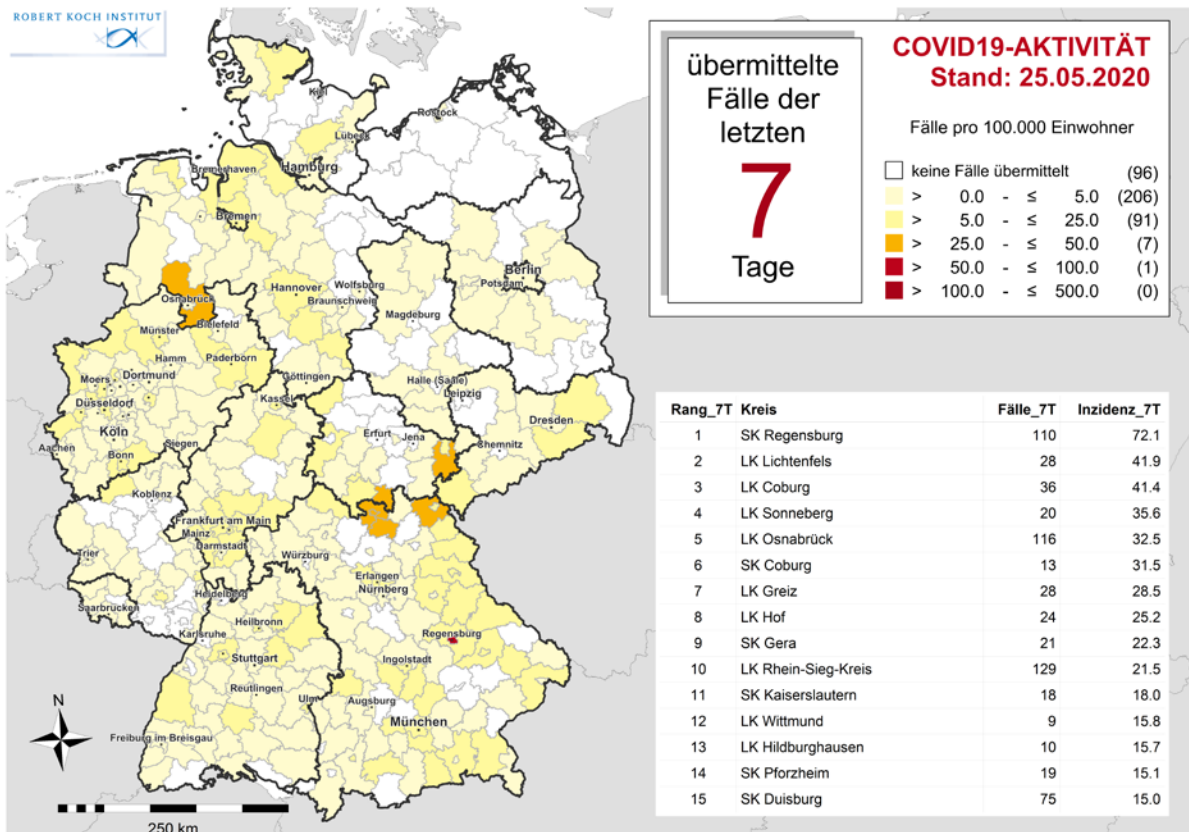 ROBERT KOCH INSTITUT
übermittelte
Fälle der
letzten
7
Tage
COVID19-AKTIVITÄT
Stand: 25.05.2020
Fälle pro 100.000 Einwohner
keine Fälle übermittelt (96)
> 0.0 - ≤ 5.0 (206)
> 5.0 - ≤ 25.0 (91)
> 25.0 - ≤ 50.0 (7)
> 50.0 - ≤ 100.0 (1)
> 100.0 - ≤ 500.0 (0)
Kiel
Rostock
Lübeck
Hamburg
Bremerhaven
Bremen
Berlin
Potsdam
Hannover
Wolfsburg
Braunschweig
Osnabrück
Magdeburg
Bielefeld
Münster
Hamm
Paderborn
Moers
Dortmund
Göttingen
Halle (Saale)
Kassel
Leipzig
Düsseldorf
Dresden
Köln
Erfurt
Jena
Siegen
Chemnitz
Aachen
Bonn
Koblenz
Frankfurt am Main
Mainz
Darmstadt
Trier
Würzburg
Erlangen
Nürnberg
Heidelberg
Saarbrücken
Heilbronn
Karlsruhe
Regensburg
Stuttgart
Ingolstadt
Reutlingen
Ulm
Augsburg
München
Freiburg im Breisgau
N
250 km
Rang_7T Kreis Fälle_7T Inzidenz_7T
1 SK Regensburg 110 72.1
2 LK Lichtenfels 28 41.9
3 LK Coburg 36 41.4
4 LK Sonneberg 20 35.6
5 LK Osnabrück 116 32.5
6 SK Coburg 13 31.5
7 LK Greiz 28 28.5
8 LK Hof 24 25.2
9 SK Gera 21 22.3
10 LK Rhein-Sieg-Kreis 129 21.5
11 SK Kaiserslautern 18 18.0
12 LK Wittmund 9 15.8
13 LK Hildburghausen 10 15.7
14 SK Pforzheim 19 15.1
15 SK Duisburg 75 15.0